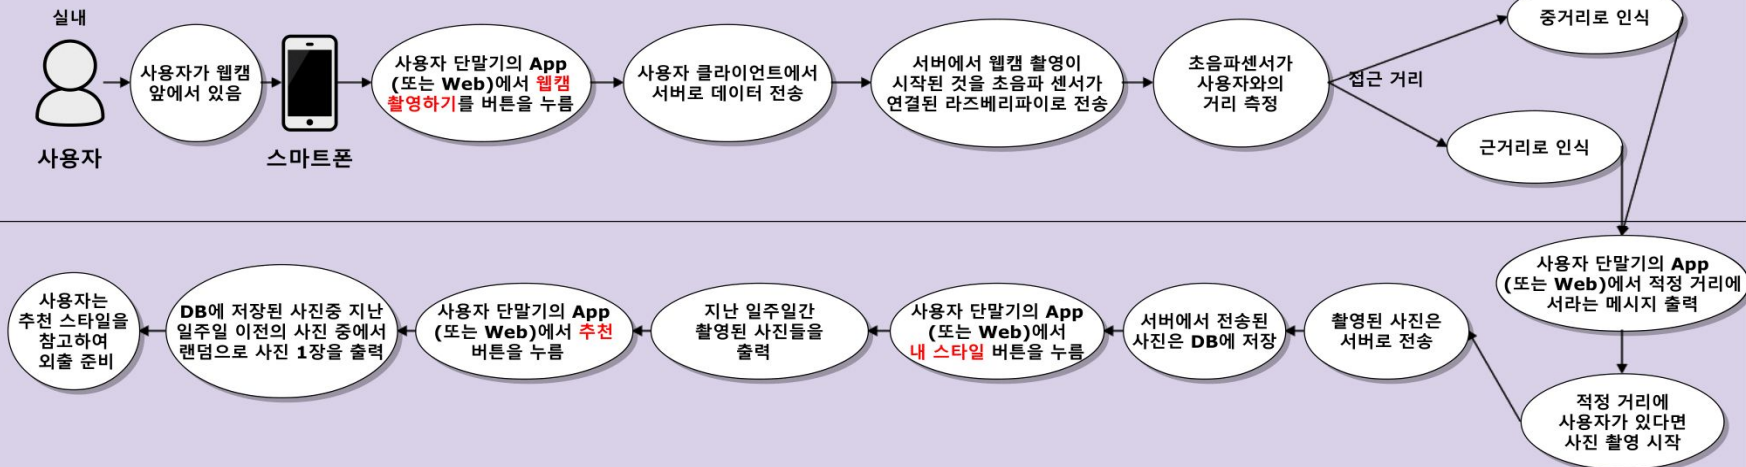 실내
사용자
사용자가 웹캠
앞에서 있음
스마트폰
사용자 단말기의 App
(또는 Web)에서 웹캠
촬영하기를 버튼을 누름
사용자 클라이언트에서
서버로 데이터 전송
서버에서 웹캠 촬영이
시작된 것을 초음파 센서가
연결된 라즈베리파이로 전송
초음파센서가
사용자와의
거리 측정
접근 거리
중거리로 인식
근거리로 인식
사용자 단말기의 App
(또는 Web)에서 적정 거리에
서라는 메시지 출력
적정 거리에
사용자가 있다면
사진 촬영 시작
촬영된 사진은
서버로 전송
서버에서 전송된
사진은 DB에 저장
사용자 단말기의 App
(또는 Web)에서
내 스타일 버튼을 누름
지난 일주일간
촬영된 사진들을
출력
사용자 단말기의 App
(또는 Web)에서 추천
버튼을 누름
DB에 저장된 사진중 지난
일주일 이전의 사진 중에서
랜덤으로 사진 1장을 출력
사용자는
추천 스타일을
참고하여
외출 준비